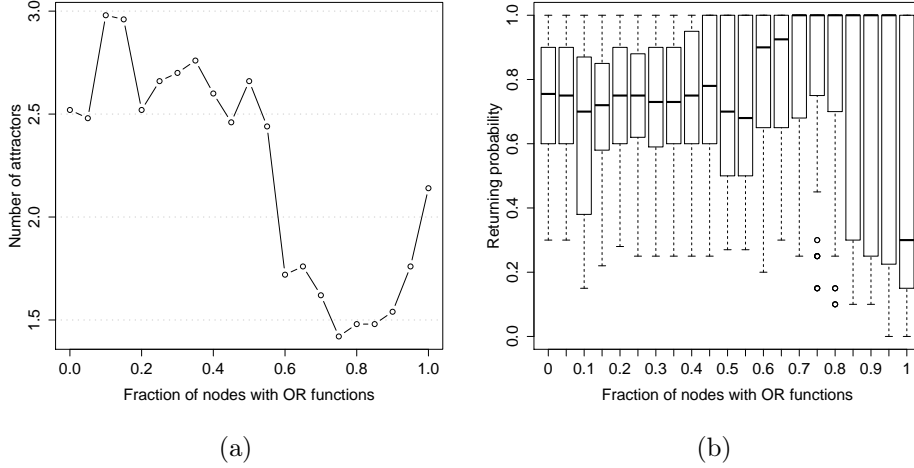 3.0
2.5
2.0
1.5
Number of attractors
0.0 0.2 0.4 0.6 0.8 1.0
Fraction of nodes with OR functions
(a)
1.0
0.8
0.6
0.4
0.2
0.0
Returning probability
0 0.1 0.2 0.3 0.4 0.5 0.6 0.7 0.8 0.9 1
Fraction of nodes with OR functions
(b)